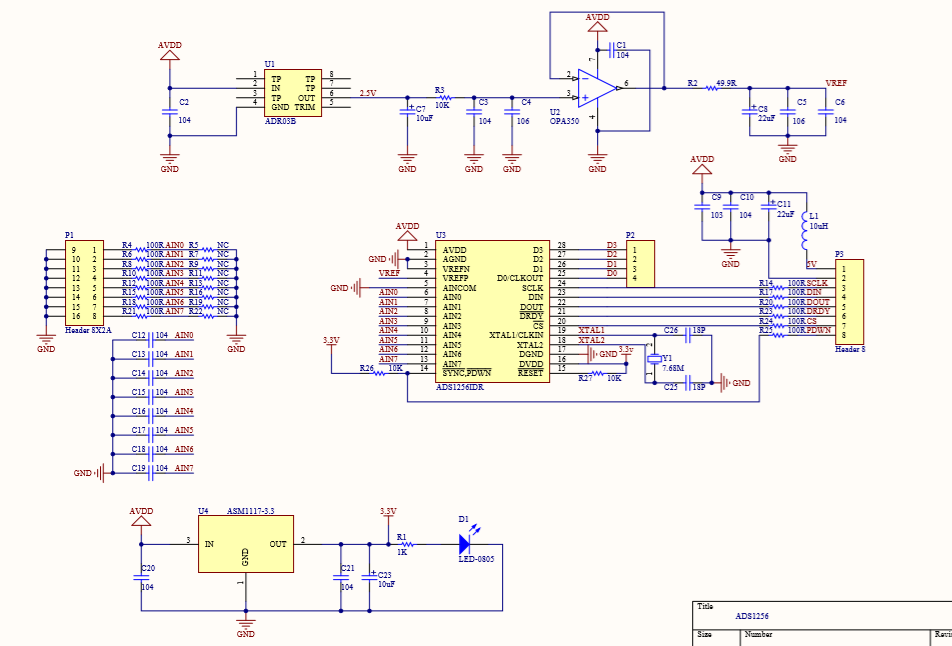 AVDD
U1
1 TP TP 8
2 IN TP 7
3 TP OUT 6
4 GND TRIM 5
ADR03B
C2
104
GND
2.5V
R3
10K
C7
10uF
GND
C3
104
GND
C4
106
GND
AVDD
C1
104
7
2
3
6
4
U2
OPA350
GND
R2 49.9R
VREF
C8
22uF
C5
106
C6
104
GND
AVDD
C9
103
C10
104
C11
22uF
L1
10uH
GND
5V
P1
9 1
10 2
11 3
12 4
13 5
14 6
15 7
16 8
Header 8X2A
GND
R4 100R AIN0 R5 NC
R6 100R AIN1 R7 NC
R8 100R AIN2 R9 NC
R10 100R AIN3 R11 NC
R12 100R AIN4 R13 NC
R15 100R AIN5 R16 NC
R18 100R AIN6 R19 NC
R21 100R AIN7 R22 NC
GND
C12 104 AIN0
C13 104 AIN1
C14 104 AIN2
C15 104 AIN3
C16 104 AIN4
C17 104 AIN5
C18 104 AIN6
C19 104 AIN7
GND
AVDD
GND
VREF
GND
AIN0
AIN1
AIN2
AIN3
AIN4
AIN5
AIN6
AIN7
3.3V
R26 10K
U3
1 AVDD D3 28
2 AGND D2 27
3 VREFN D1 26
4 VREFP D0/CLKOUT 25
5 AINCOM SCLK 24
6 AIN0 DIN 23
7 AIN1 DOUT 22
8 AIN2 DRDY 21
9 AIN3 CS 20
10 AIN4 XTAL1/CLKIN 19
11 AIN5 XTAL2 18
12 AIN6 DGND 17
13 AIN7 DVDD 16
14 SYNC,PDWN RESET 15
ADS1256IDR
D3
D2
D1
D0
P2
1
2
3
4
Header 4
XTAL1
XTAL2
GND
3.3v
R27 10K
C26 18P
2
Y1
7.68M
1
C25 18P
GND
P3
1
2
R14 100R SCLK 3
R17 100R DIN 4
R20 100R DOUT 5
R23 100R DRDY 6
R24 100R CS 7
R25 100R PDWN 8
Header 8
AVDD
U4 ASM1117-3.3
3 IN OUT 2
GND
1
C20
104
GND
C21
104
C23
10uF
3.3V
R1
1K
D1
LED-0805
Title
ADS1256
Size Number